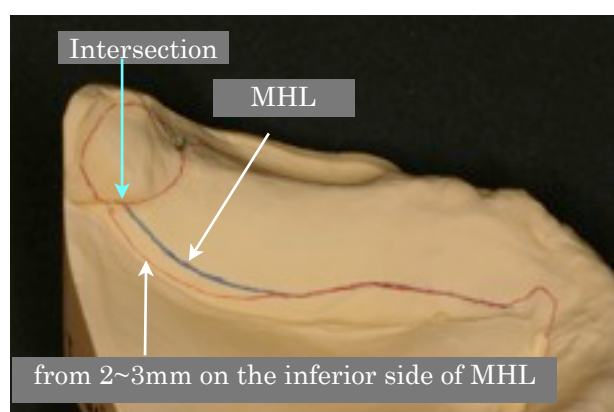 Intersection
MHL
from 2~3mm on the inferior side of MHL